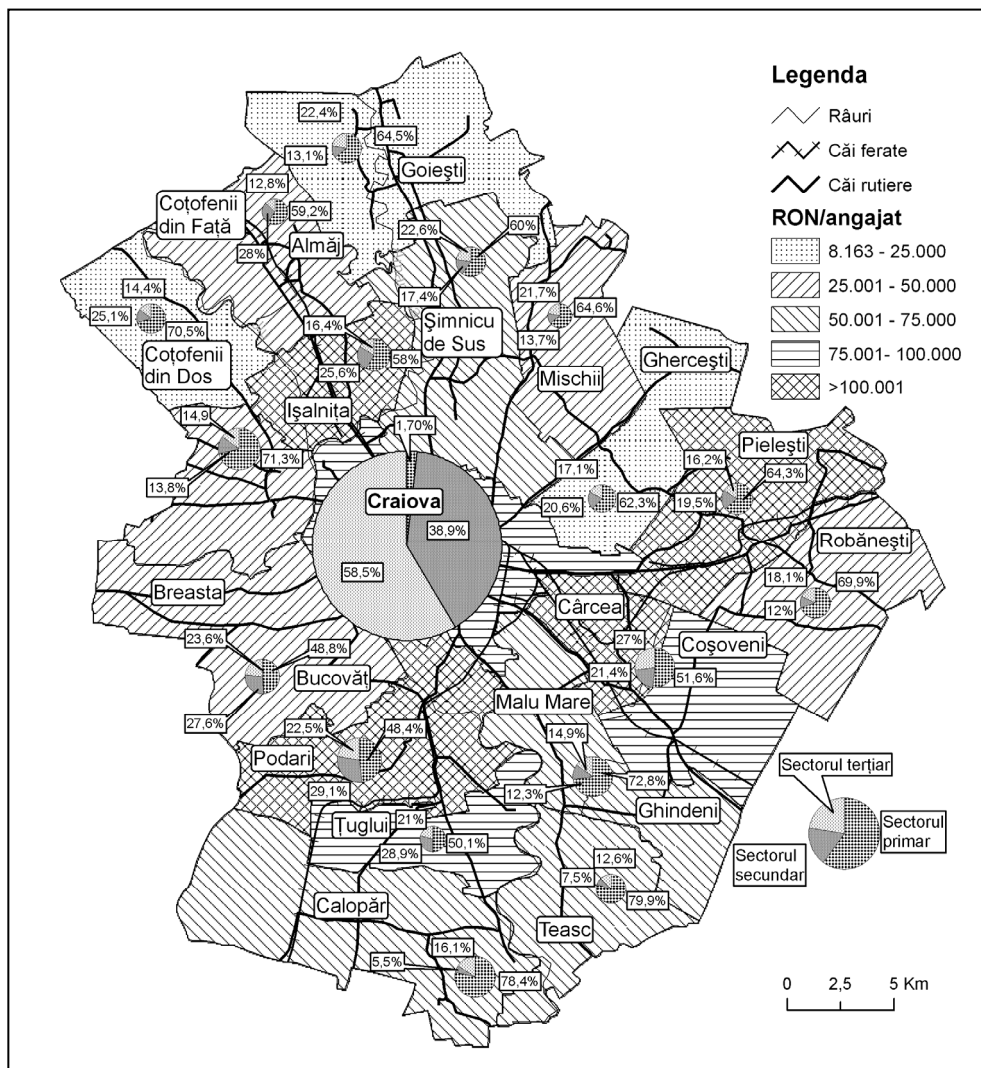 Legenda
Râuri
Căi ferate
Căi rutiere
RON/angajat
8.163 - 25.000
25.001 - 50.000
50.001 - 75.000
75.001- 100.000
>100.001
22,4%
64,5%
13,1%
Goieşti
12,8%
Coțofenii
din Față
59,2%
Almăj
28%
22,6%
60%
17,4%
Şimnicu
de Sus
14,4%
25,1%
70,5%
Coțofenii
din Dos
16,4%
58%
25,6%
Işalnița
21,7%
64,6%
13,7%
Mischii
Ghercești
14,9
71,3%
13,8%
1,70%
Craiova
38,9%
58,5%
17,1%
20,6%
62,3%
Pieleşti
16,2%
64,3%
19,5%
Robăneşti
18,1%
69,9%
12%
Breasta
Cârcea
27%
Coşoveni
21,4%
51,6%
23,6%
48,8%
Bucovăț
27,6%
Malu Mare
14,9%
72,8%
12,3%
Ghindeni
22,5%
48,4%
Podari
29,1%
Țuglui
21%
50,1%
28,9%
12,6%
7,5%
79,9%
Calopăr
Teasc
16,1%
5,5%
78,4%
Sectorul terțiar
Sectorul
primar
Sectorul
secundar
0 2,5 5 Km